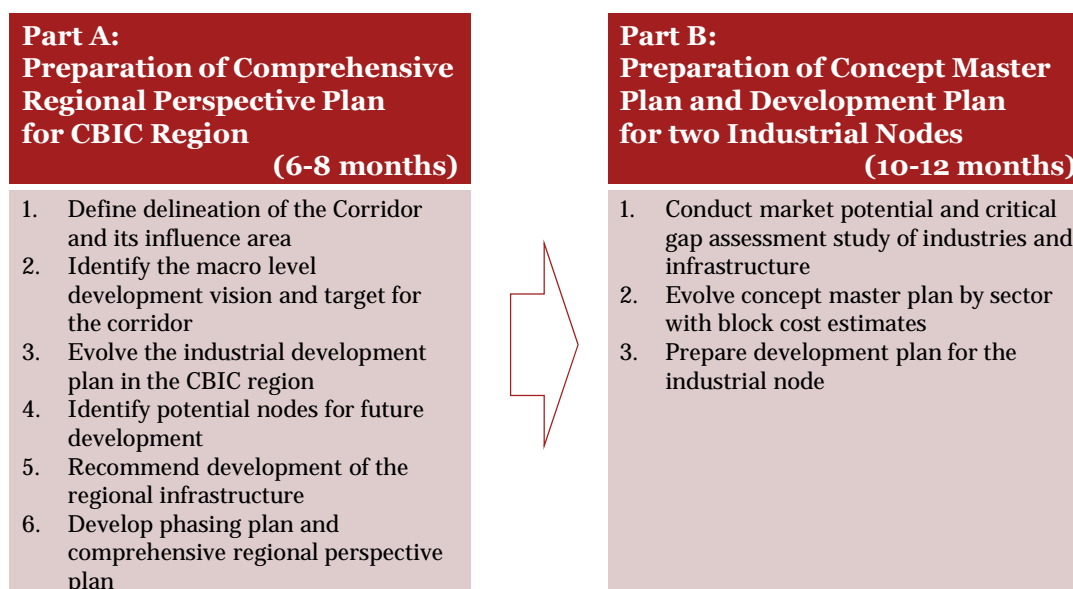 Part A:
Preparation of Comprehensive
Regional Perspective Plan
for CBIC Region
(6-8 months)
1. Define delineation of the Corridor
and its influence area
2. Identify the macro level
development vision and target for
the corridor
3. Evolve the industrial development
plan in the CBIC region
4. Identify potential nodes for future
development
5. Recommend development of the
regional infrastructure
6. Develop phasing plan and
comprehensive regional perspective
plan
Part B:
Preparation of Concept Master
Plan and Development Plan
for two Industrial Nodes
(10-12 months)
1. Conduct market potential and critical
gap assessment study of industries and
infrastructure
2. Evolve concept master plan by sector
with block cost estimates
3. Prepare development plan for the
industrial node